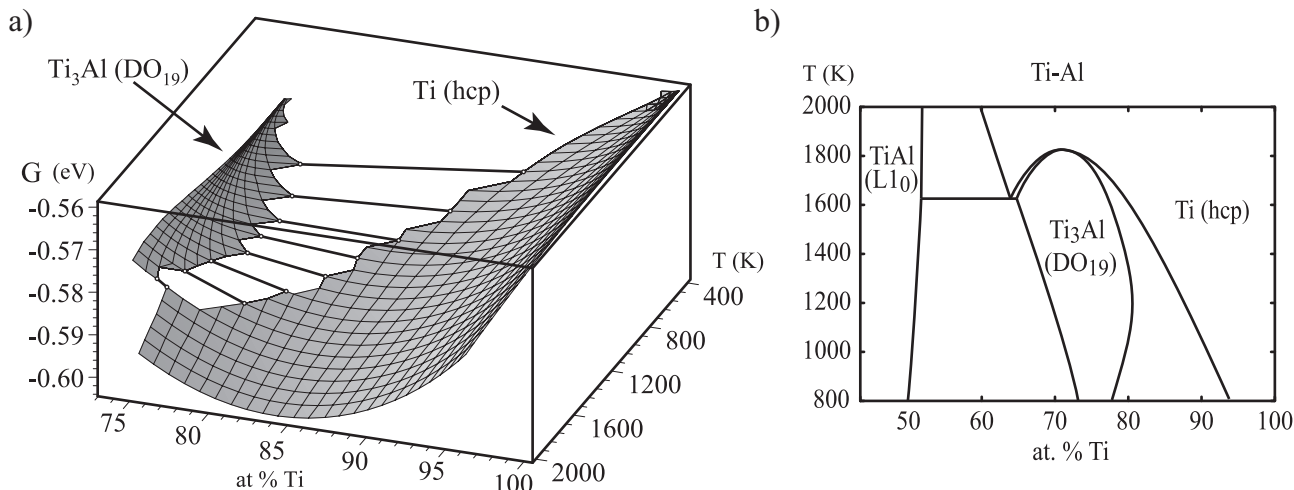 a)
Ti₃Al (DO₁₉)
Ti (hcp)
G (eV)
-0.56
-0.57
-0.58
-0.59
-0.60
75
80
85
90
95
100
at % Ti
T (K)
400
800
1200
1600
2000
b)
Ti-Al
T (K)
2000
1800
1600
1400
1200
1000
800
TiAl
(L1₀)
Ti₃Al
(DO₁₉)
Ti (hcp)
50
60
70
80
90
100
at. % Ti